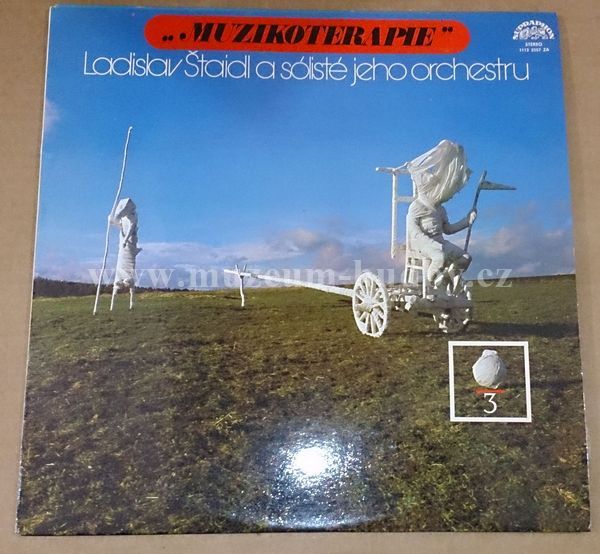 „.MUZIKOTERAPIE“
SUPRAPHON
STEREO
Ladislav Štaidl a sólisté jeho orchestru
3